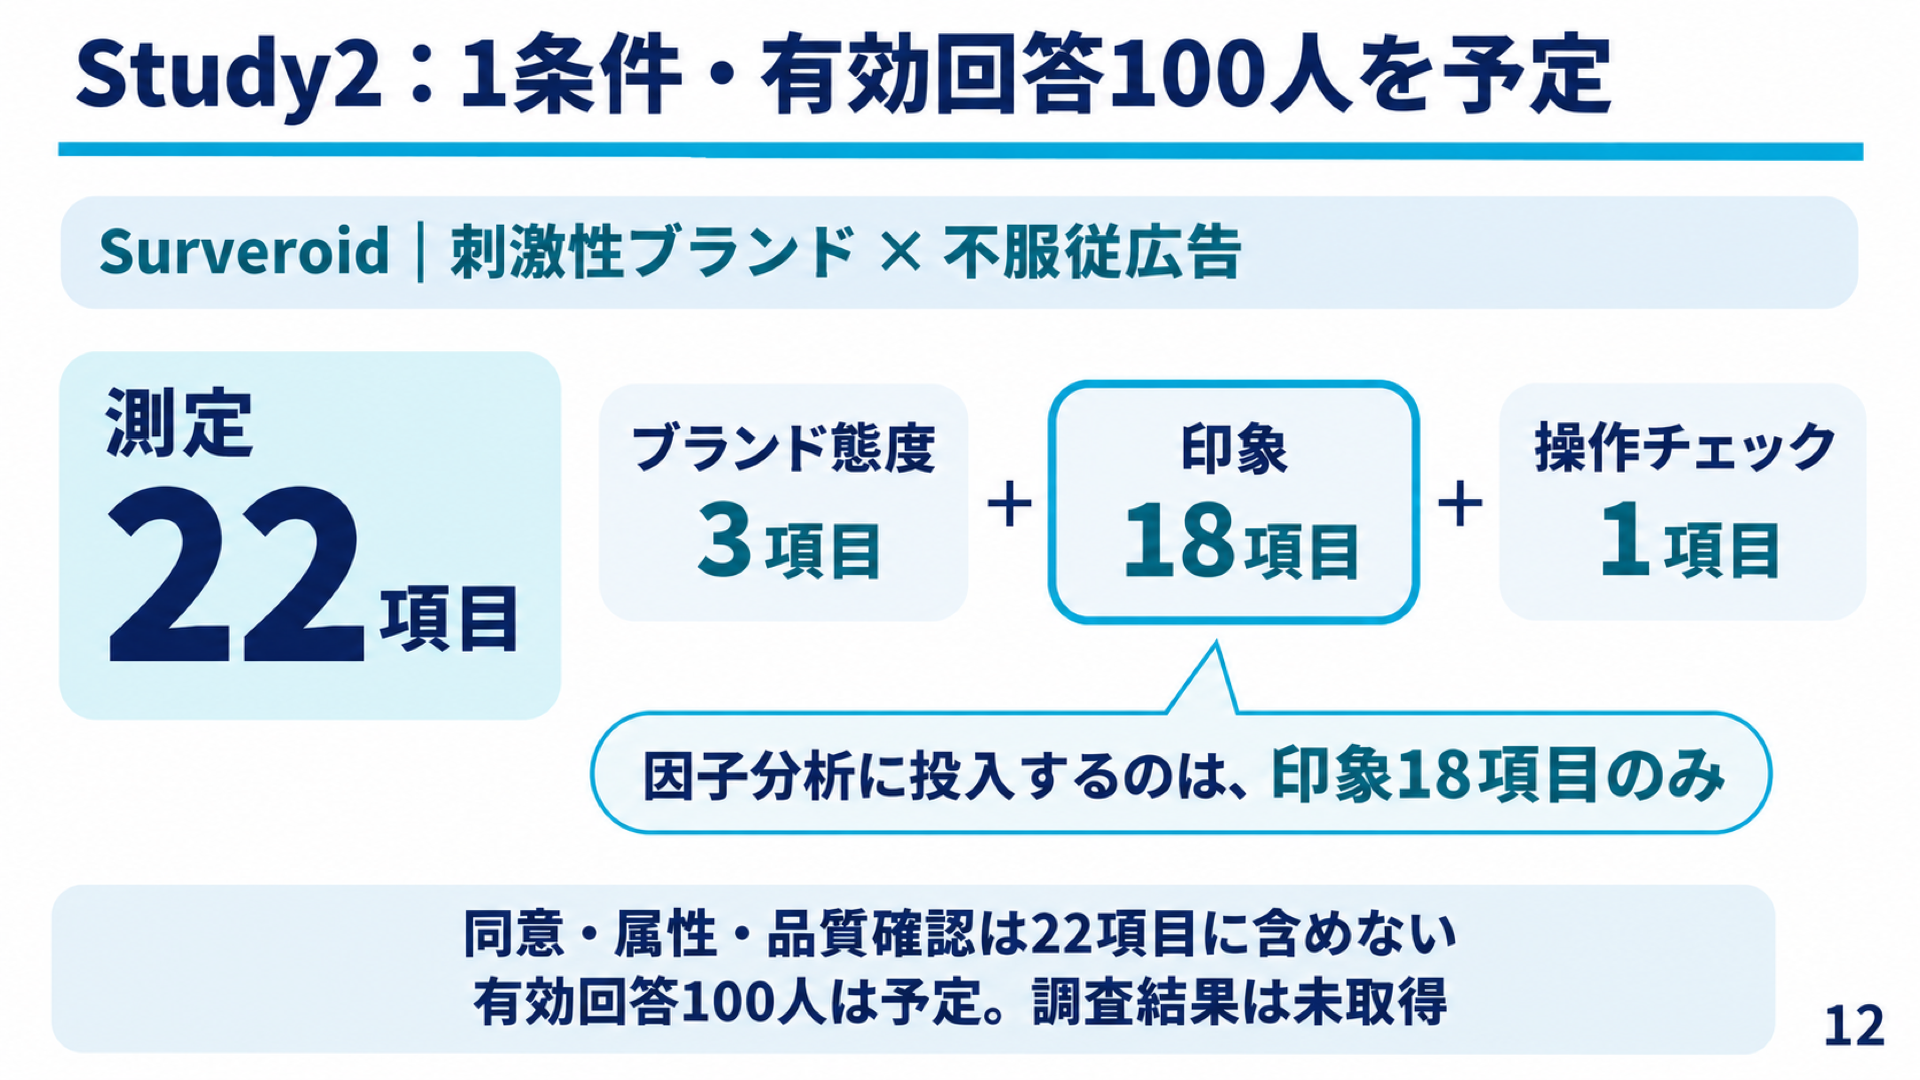 Study2：1条件・有効回答100人を予定
Surveroid｜刺激性ブランド × 不服従広告
測定
22項目
ブランド態度
3項目
+
印象
18項目
+
操作チェック
1項目
因子分析に投入するのは、印象18項目のみ
同意・属性・品質確認は22項目に含めない
有効回答100人は予定。調査結果は未取得
12